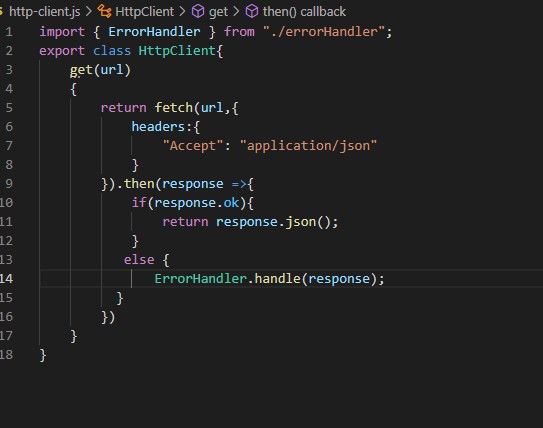 http-client.js > HttpClient > get > then() callback
1 import { ErrorHandler } from "./errorHandler";
2 export class HttpClient{
3 get(url)
4 {
5 return fetch(url,{
6 headers:{
7 "Accept": "application/json"
8 }
9 }).then(response =>{
10 if(response.ok){
11 return response.json();
12 }
13 else {
14 ErrorHandler.handle(response);
15 }
16 })
17 }
18 }